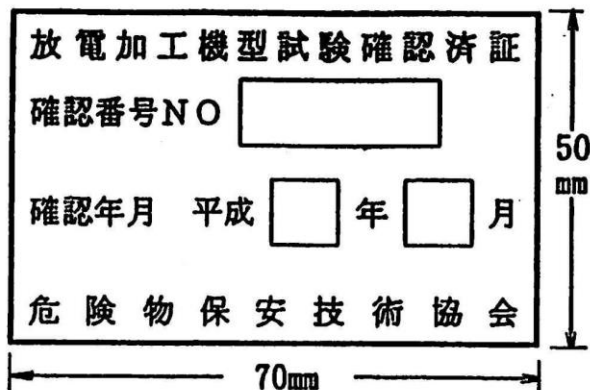 放電加工機型試験確認済証
確認番号NO
確認年月 平成 年 月
危険物保安技術協会
50
mm
70mm